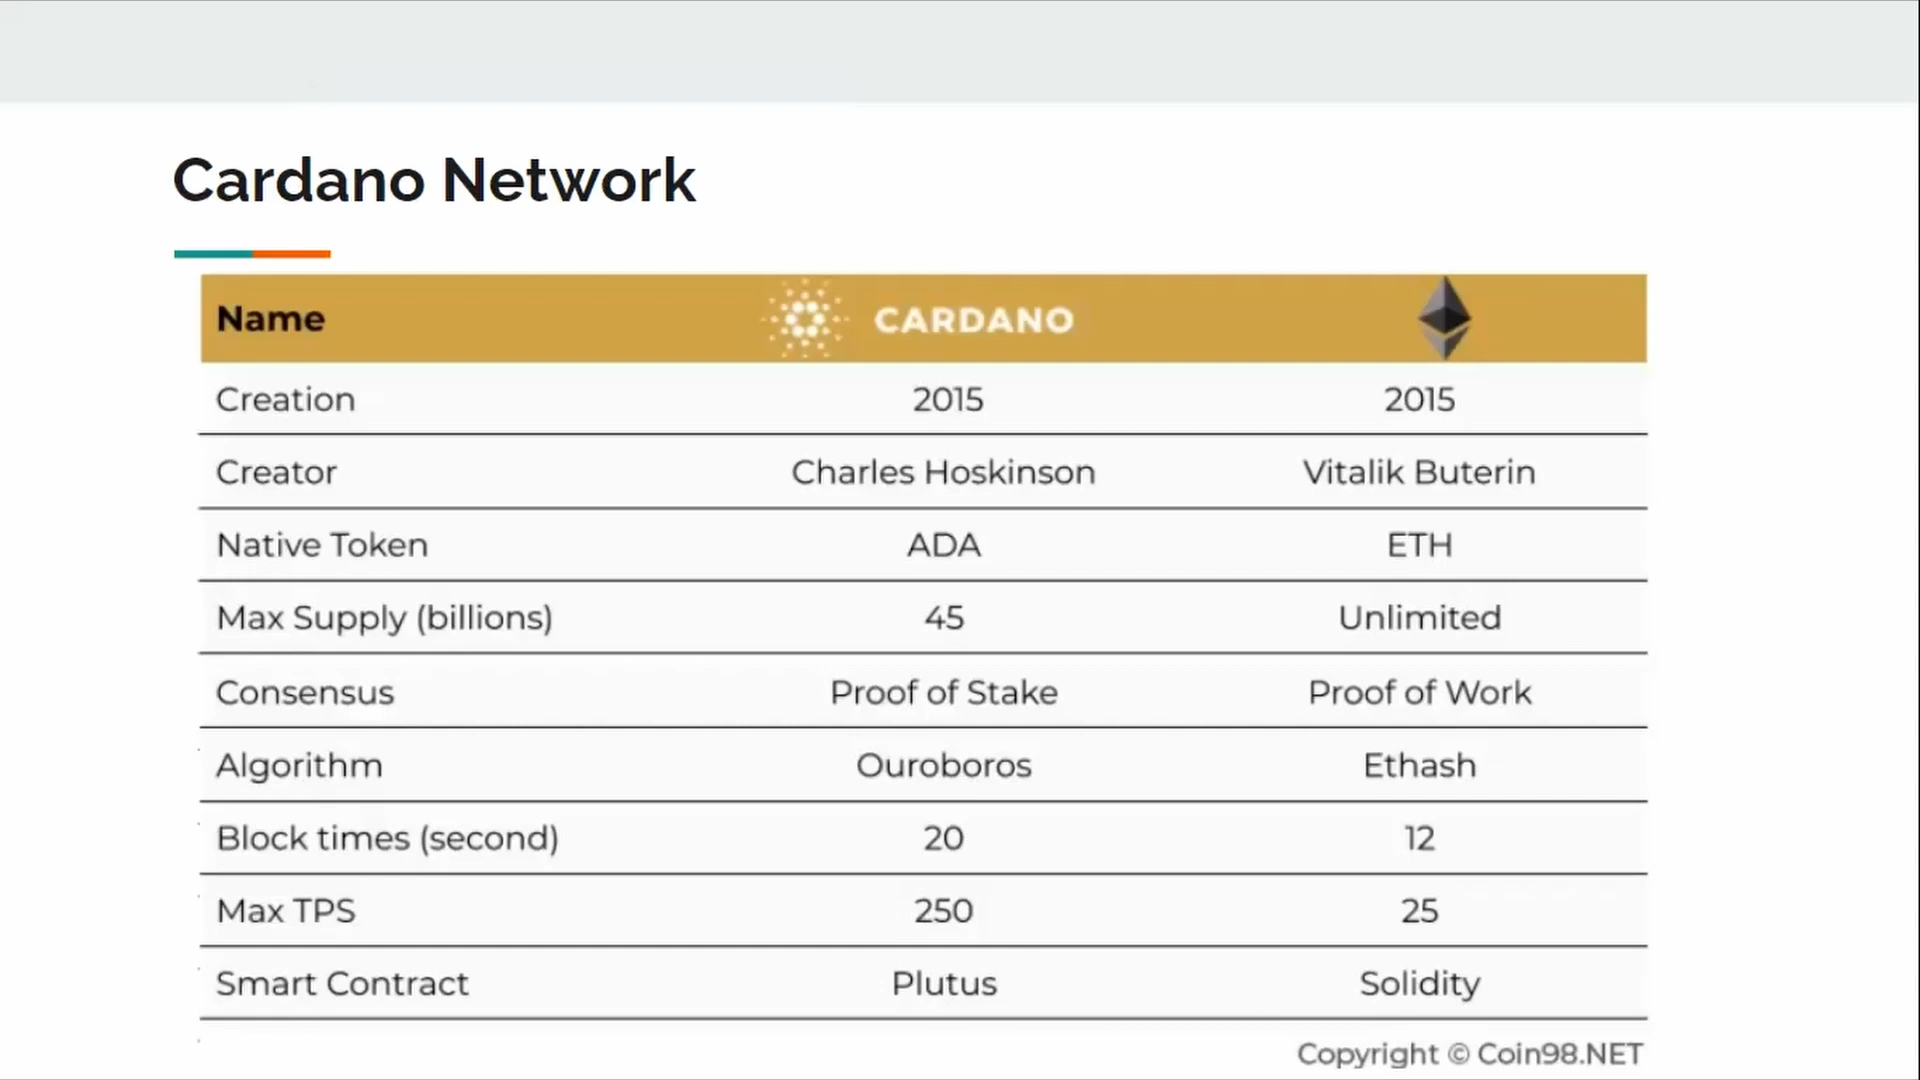 Cardano Network
Name CARDANO
Creation 2015 2015
Creator Charles Hoskinson Vitalik Buterin
Native Token ADA ETH
Max Supply (billions) 45 Unlimited
Consensus Proof of Stake Proof of Work
Algorithm Ouroboros Ethash
Block times (second) 20 12
Max TPS 250 25
Smart Contract Plutus Solidity
Copyright © Coin98.NET